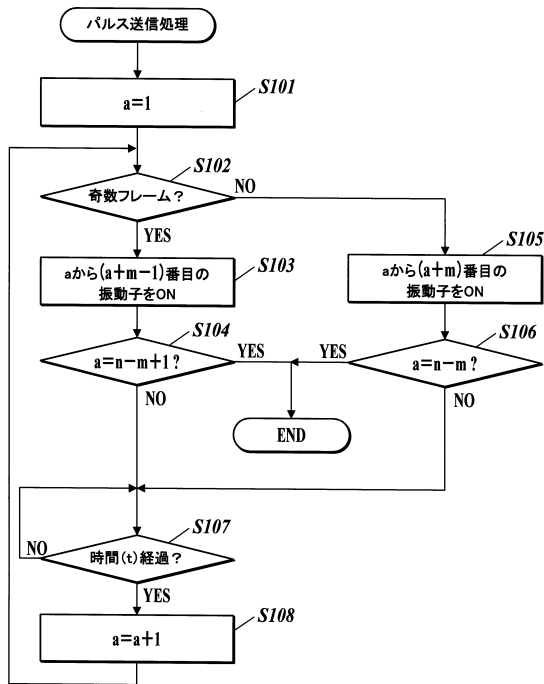 パルス送信処理
S101
a=1
S102
奇数フレーム?
NO
YES
S103
aから(a+m−1)番目の
振動子をON
S105
aから(a+m)番目の
振動子をON
S104
a=n−m+1?
YES
NO
S106
a=n−m?
YES
NO
END
S107
時間(t)経過?
NO
YES
S108
a=a+1